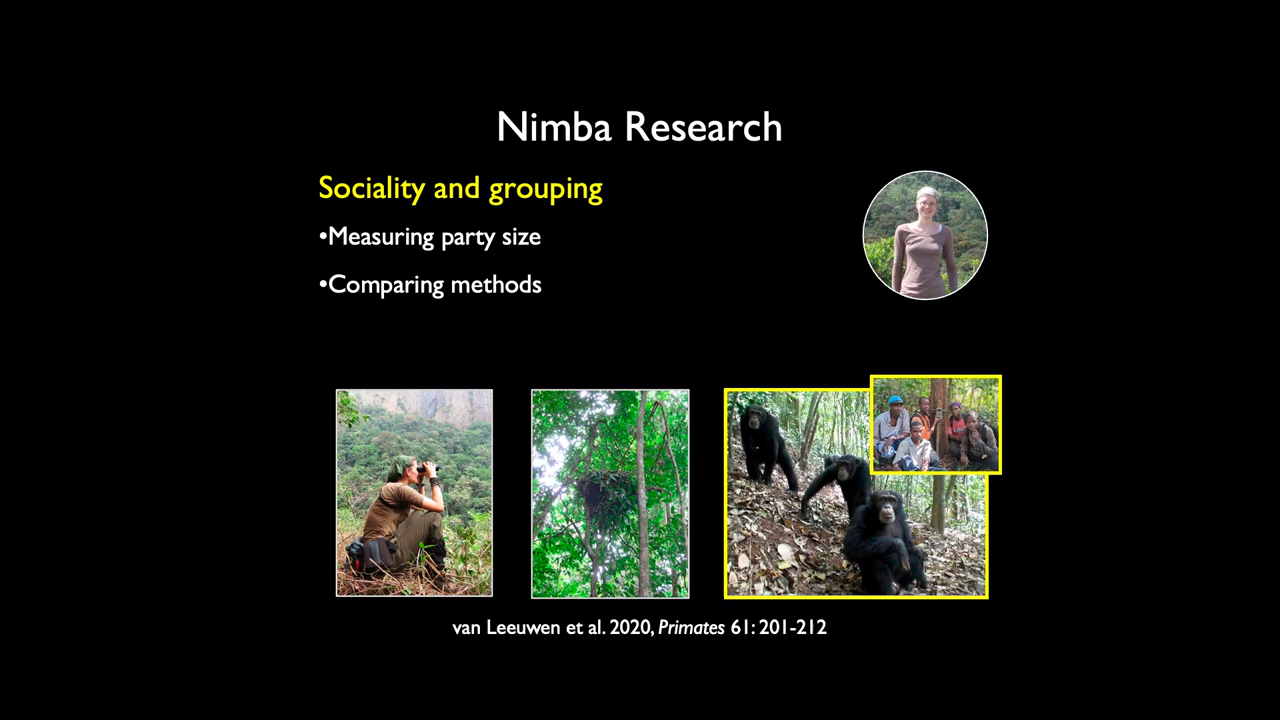 Nimba Research
Sociality and grouping
•Measuring party size
•Comparing methods
van Leeuwen et al. 2020, Primates 61: 201-212